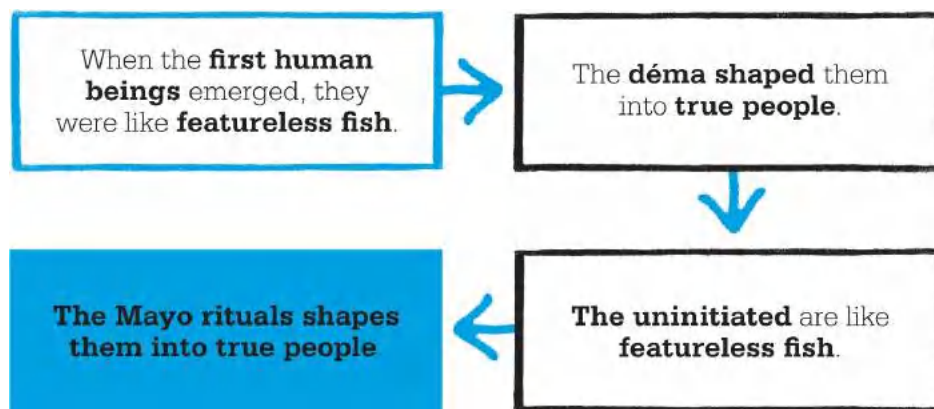 When the first human
beings emerged, they
were like featureless fish.
The déma shaped them
into true people.
The uninitiated are like
featureless fish.
The Mayo rituals shapes
them into true people